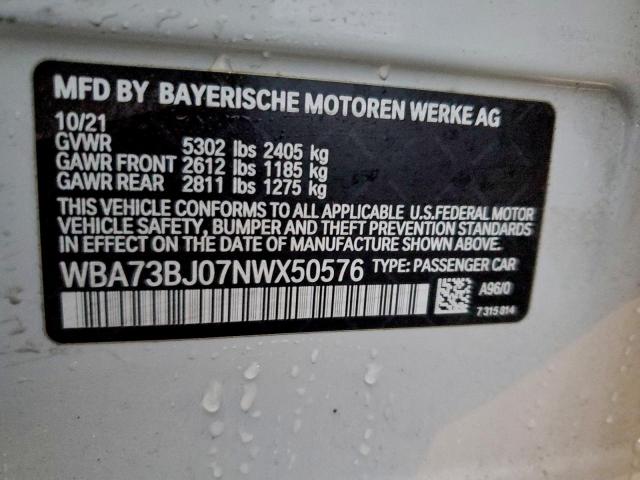 MFD BY BAYERISCHE MOTOREN WERKE AG
10/21
GVWR 5302 lbs 2405 kg
GAWR FRONT 2612 lbs 1185 kg
GAWR REAR 2811 lbs 1275 kg
THIS VEHICLE CONFORMS TO ALL APPLICABLE U.S.FEDERAL MOTOR
VEHICLE SAFETY, BUMPER AND THEFT PREVENTION STANDARDS
IN EFFECT ON THE DATE OF MANUFACTURE SHOWN ABOVE.
WBA73BJ07NWX50576 TYPE: PASSENGER CAR
A96/0
7315814